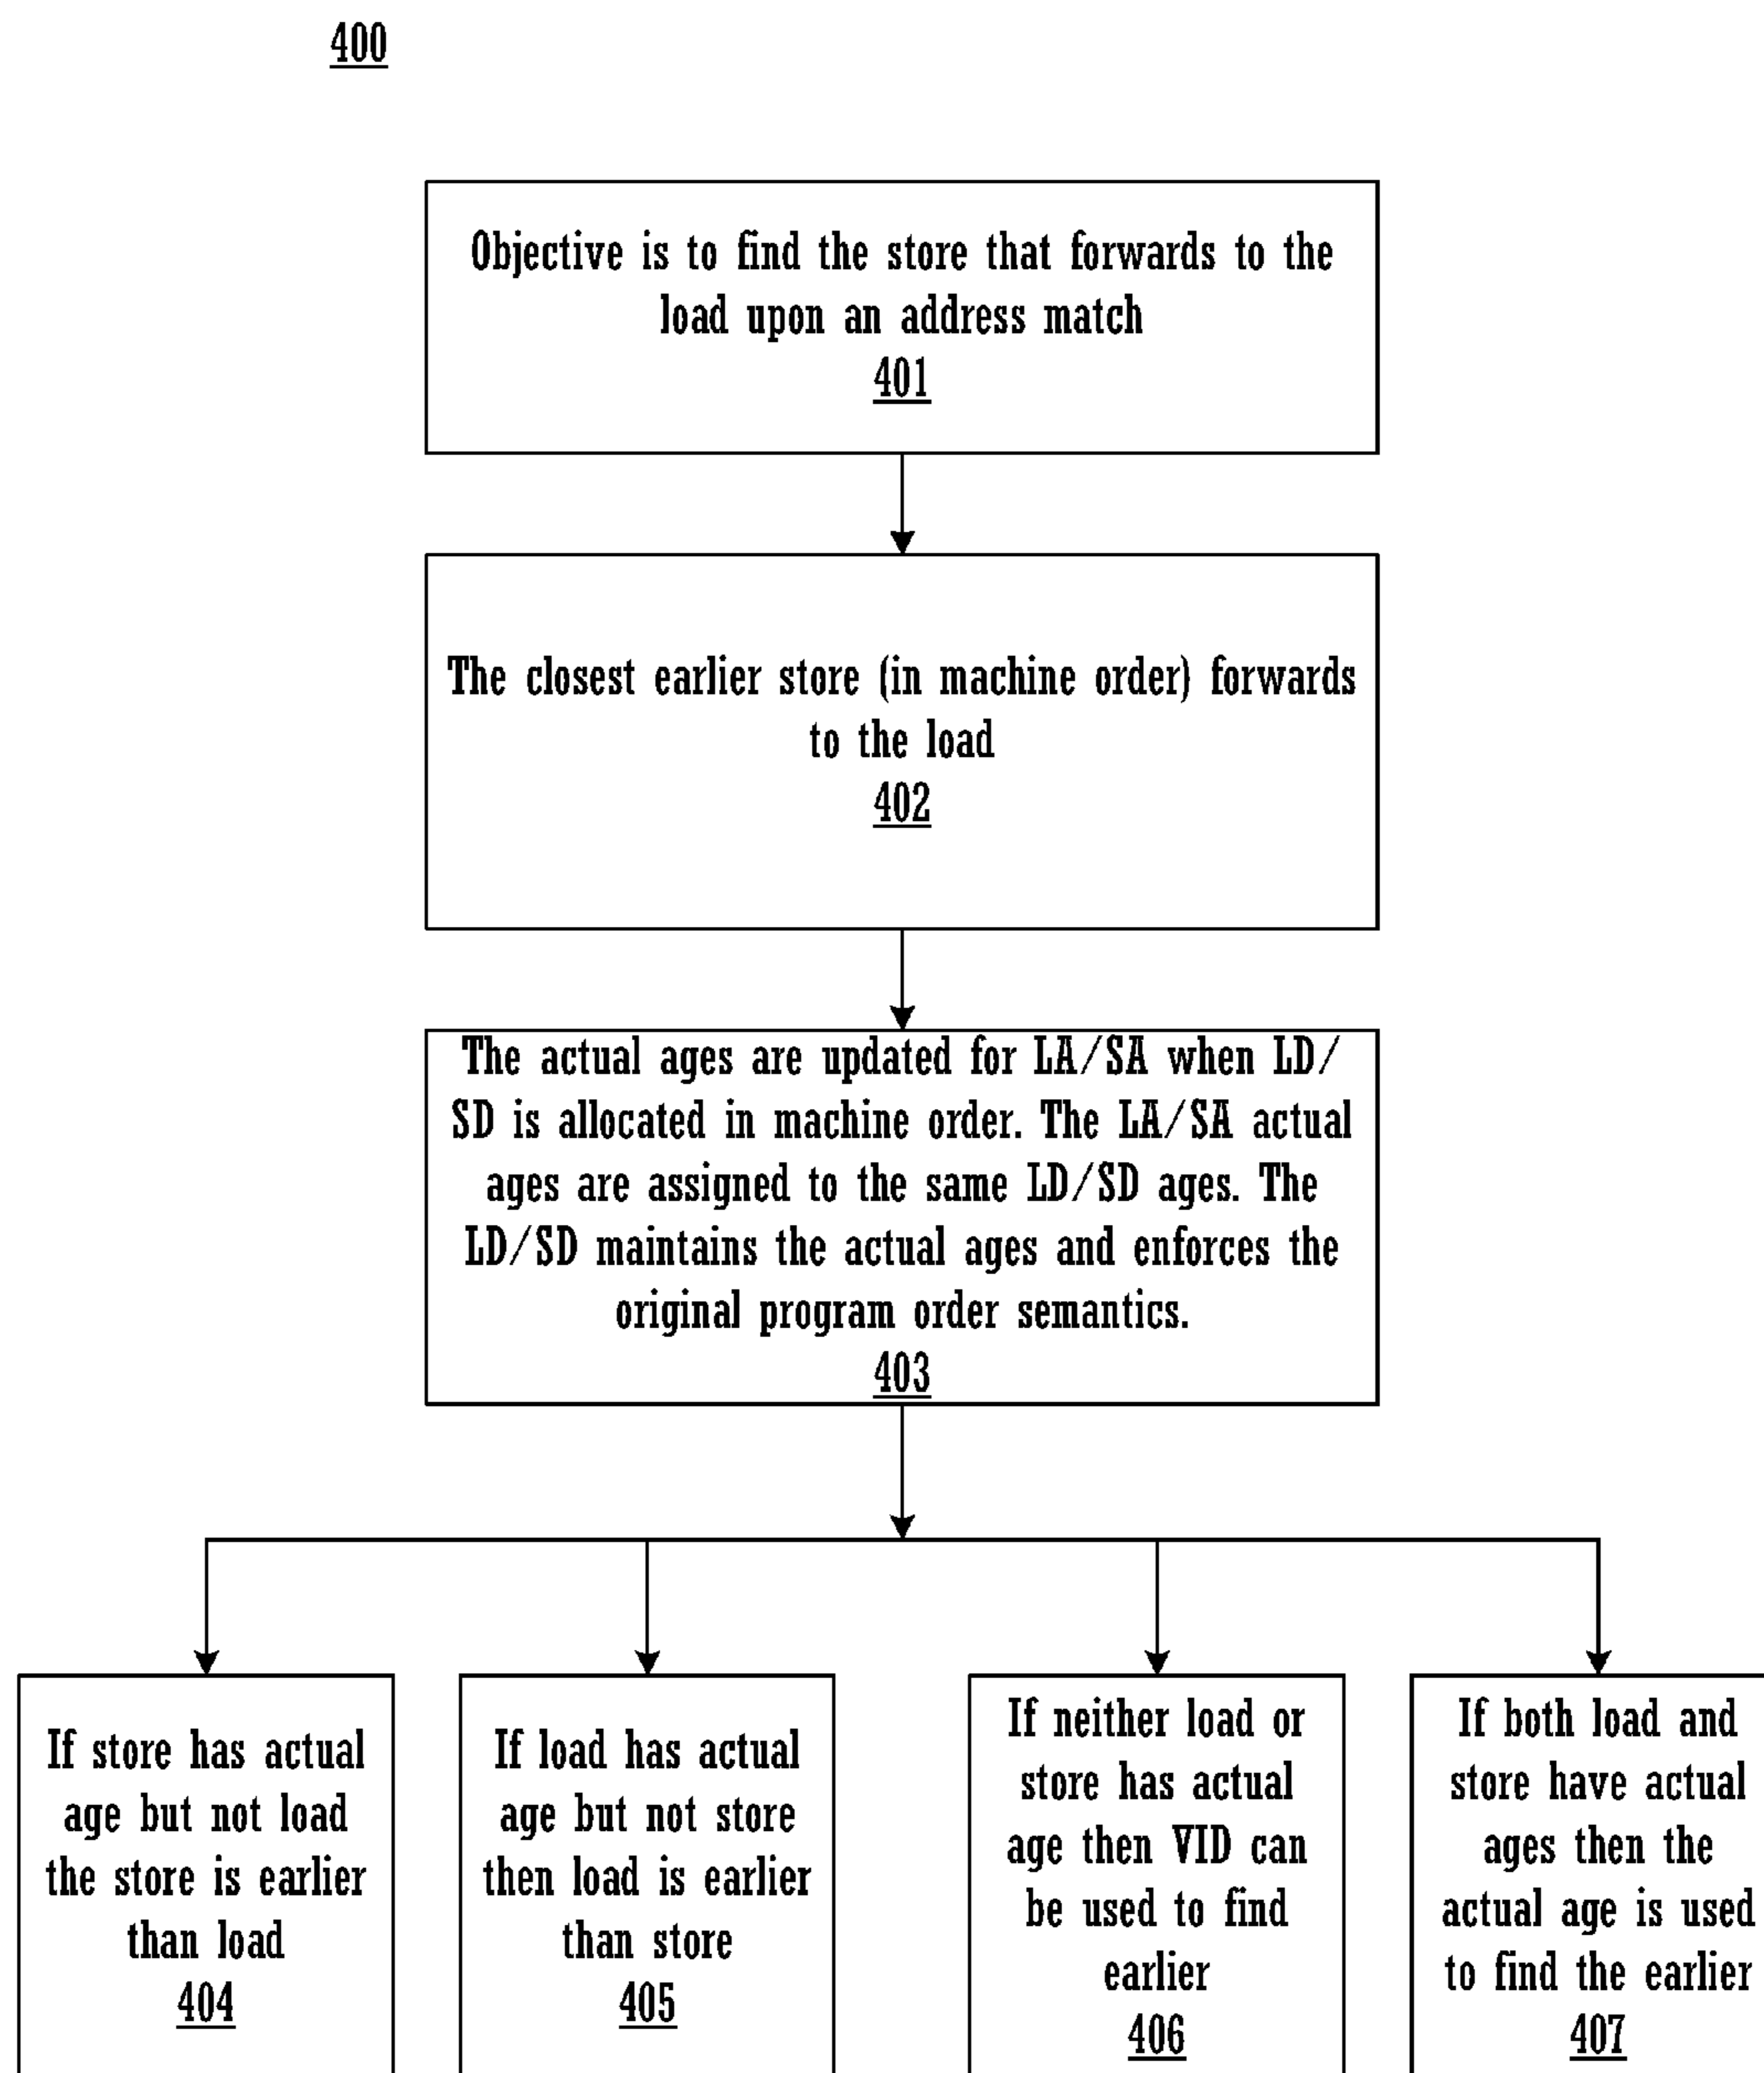 400
Objective is to find the store that forwards to the
load upon an address match
401
The closest earlier store (in machine order) forwards
to the load
402
The actual ages are updated for LA/SA when LD/
SD is allocated in machine order. The LA/SA actual
ages are assigned to the same LD/SD ages. The
LD/SD maintains the actual ages and enforces the
original program order semantics.
403
If store has actual
age but not load
the store is earlier
than load
404
If load has actual
age but not store
then load is earlier
than store
405
If neither load or
store has actual
age then VID can
be used to find
earlier
406
If both load and
store have actual
ages then the
actual age is used
to find the earlier
407